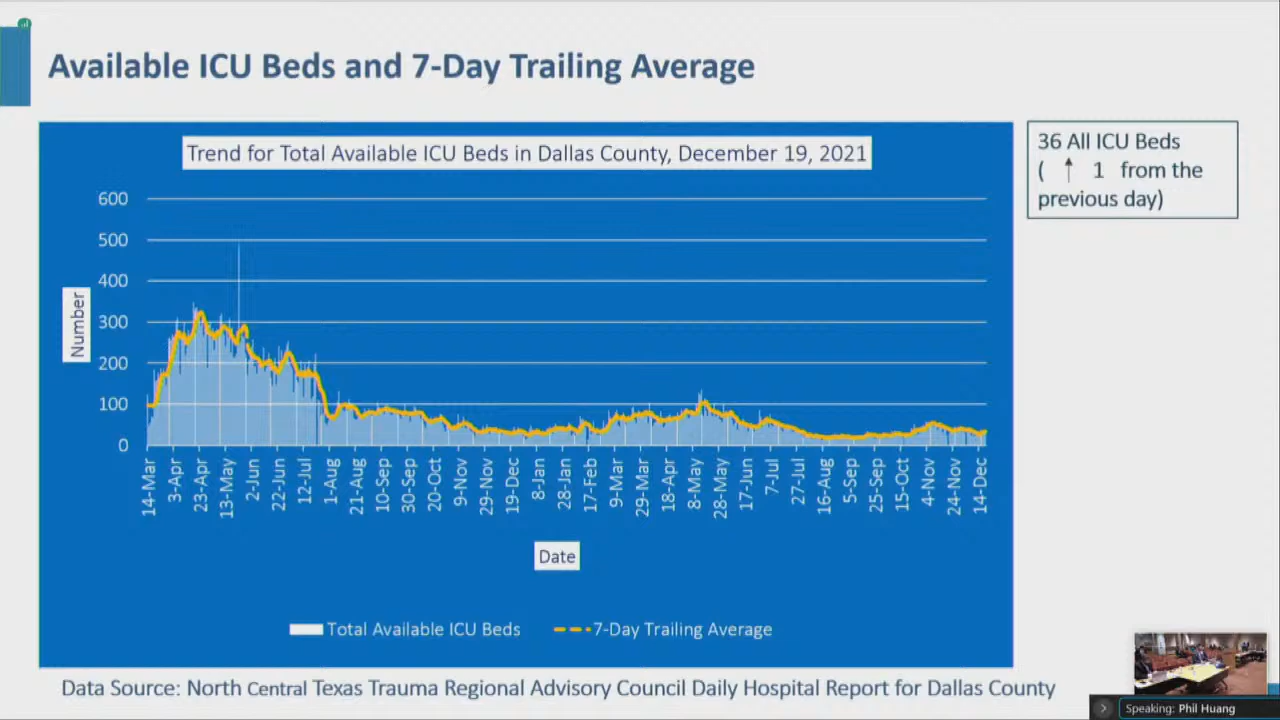 Available ICU Beds and 7-Day Trailing Average
Trend for Total Available ICU Beds in Dallas County, December 19, 2021
36 All ICU Beds
( ↑ 1 from the
previous day)
600
500
400
300
200
100
0
Number
14-Mar
3-Apr
23-Apr
13-May
2-Jun
22-Jun
12-Jul
1-Aug
21-Aug
10-Sep
30-Sep
20-Oct
9-Nov
29-Nov
19-Dec
8-Jan
28-Jan
17-Feb
9-Mar
29-Mar
18-Apr
8-May
28-May
17-Jun
7-Jul
27-Jul
16-Aug
5-Sep
25-Sep
15-Oct
4-Nov
24-Nov
14-Dec
Date
Total Available ICU Beds
7-Day Trailing Average
Data Source: North Central Texas Trauma Regional Advisory Council Daily Hospital Report for Dallas County
Speaking: Phil Huang